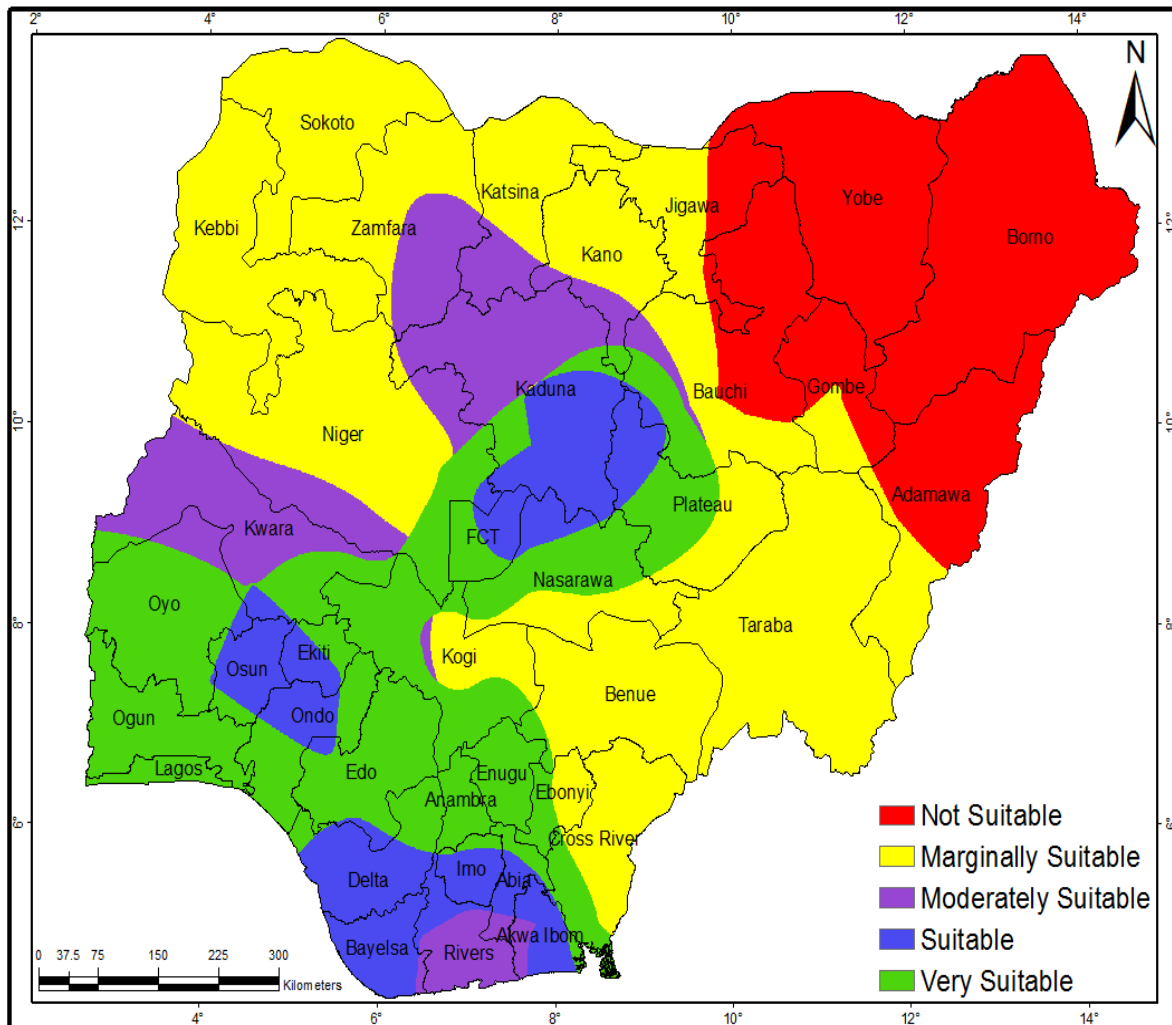 2° 4° 6° 8° 10° 12° 14°
N
Sokoto
Katsina
Jigawa
Yobe
12° 12°
Kebbi
Zamfara
Kano
Borno
Kaduna
Bauchi
Gombe
10° 10°
Niger
Adamawa
Plateau
Kwara
FCT
Nasarawa
Oyo
8° 8°
Taraba
Ekiti
Kogi
Osun
Benue
Ogun
Ondo
Lagos
Edo
Enugu
Anambra
Ebonyi
6° 6°
Cross River
Delta
Imo
Abia
Bayelsa
Rivers
Akwa Ibom
Not Suitable
Marginally Suitable
Moderately Suitable
Suitable
Very Suitable
0 37.5 75 150 225 300
Kilometers
4° 6° 8° 10° 12° 14°